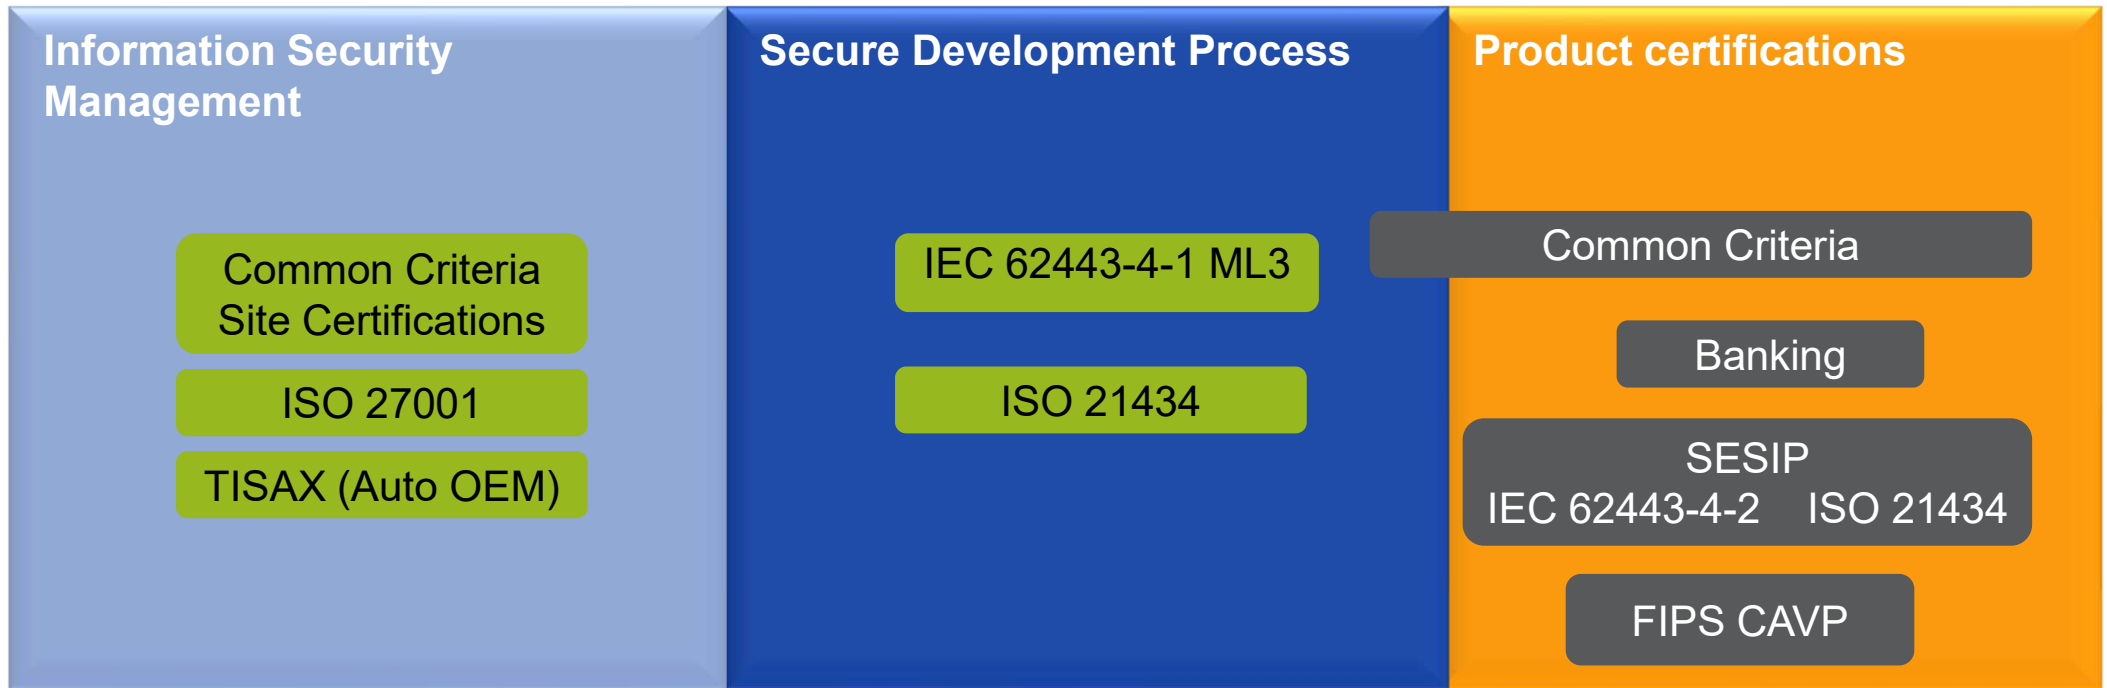 Information Security
Management
Common Criteria
Site Certifications
ISO 27001
TISAX (Auto OEM)
Secure Development Process
IEC 62443-4-1 ML3
ISO 21434
Product certifications
Common Criteria
Banking
SESIP
IEC 62443-4-2 ISO 21434
FIPS CAVP